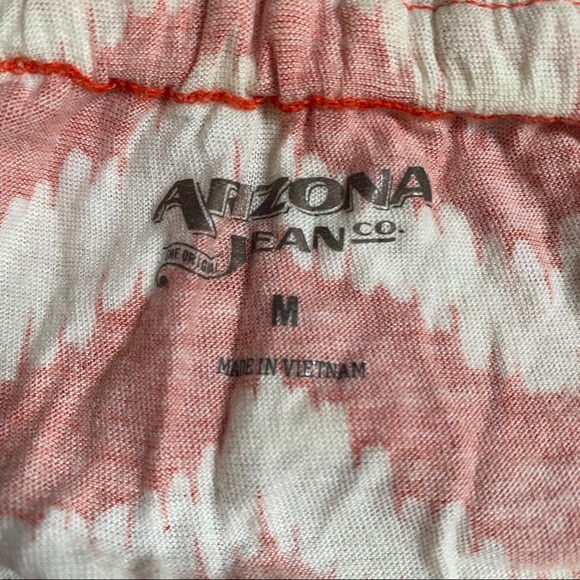 ARIZONA
JEAN CO.
THE ORIGINAL
M
MADE IN VIETNAM